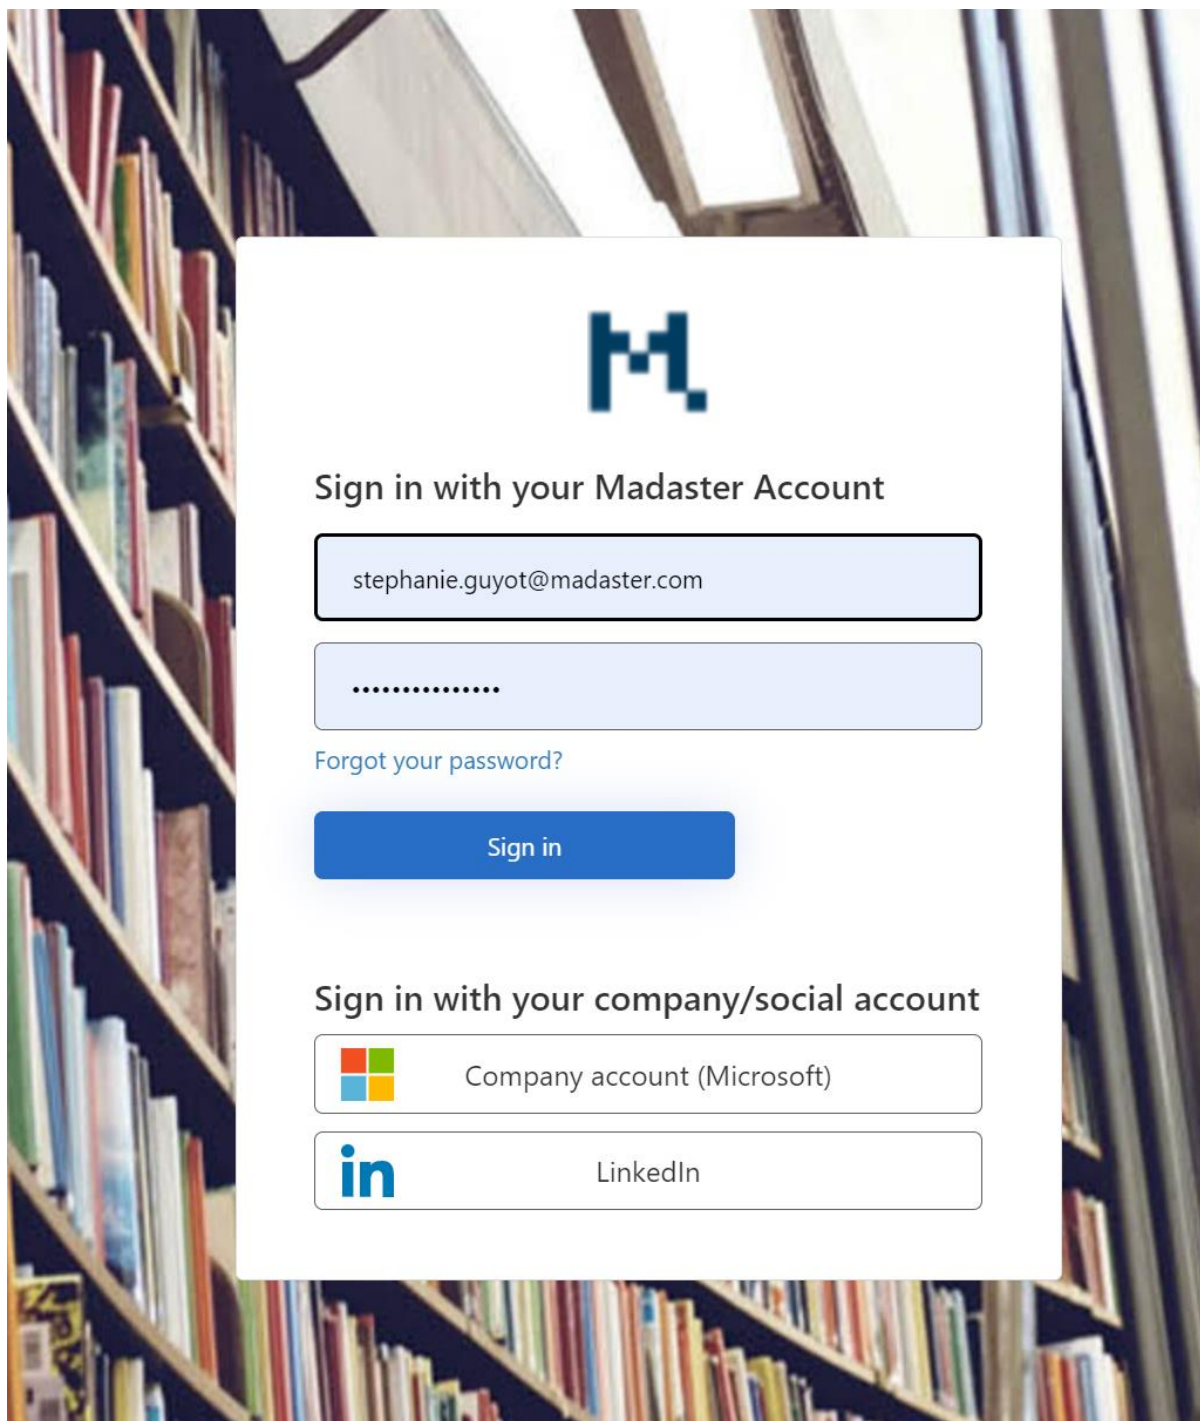 M.
Sign in with your Madaster Account
stephanie.guyot@madaster.com
•••••••••••••••
Forgot your password?
Sign in
Sign in with your company/social account
Company account (Microsoft)
in
LinkedIn